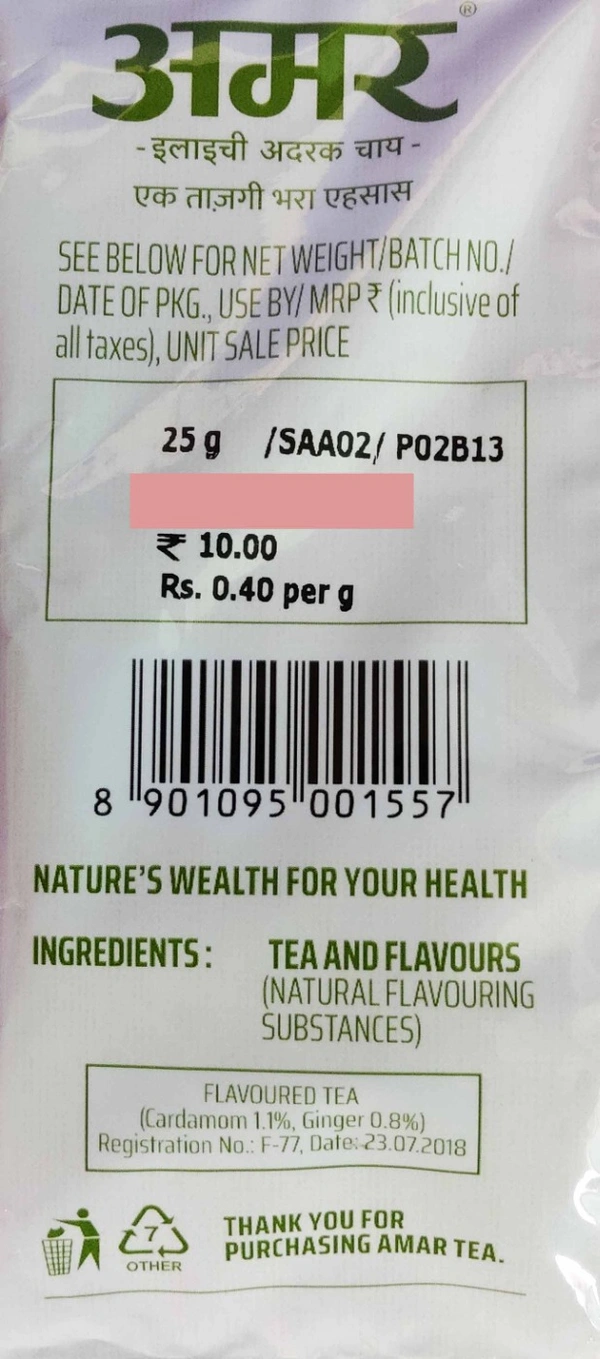 अमर®
- इलाइची अदरक चाय -
एक ताज़गी भरा एहसास
SEE BELOW FOR NET WEIGHT/BATCH NO./
DATE OF PKG., USE BY/ MRP ₹ (inclusive of
all taxes), UNIT SALE PRICE
25 g /SAA02/ P02B13
₹ 10.00
Rs. 0.40 per g
8 901095 001557
NATURE'S WEALTH FOR YOUR HEALTH
INGREDIENTS: TEA AND FLAVOURS
(NATURAL FLAVOURING
SUBSTANCES)
FLAVOURED TEA
(Cardamom 1.1%, Ginger 0.8%)
Registration No.: F-77, Date: 23.07.2018
7
OTHER
THANK YOU FOR
PURCHASING AMAR TEA.